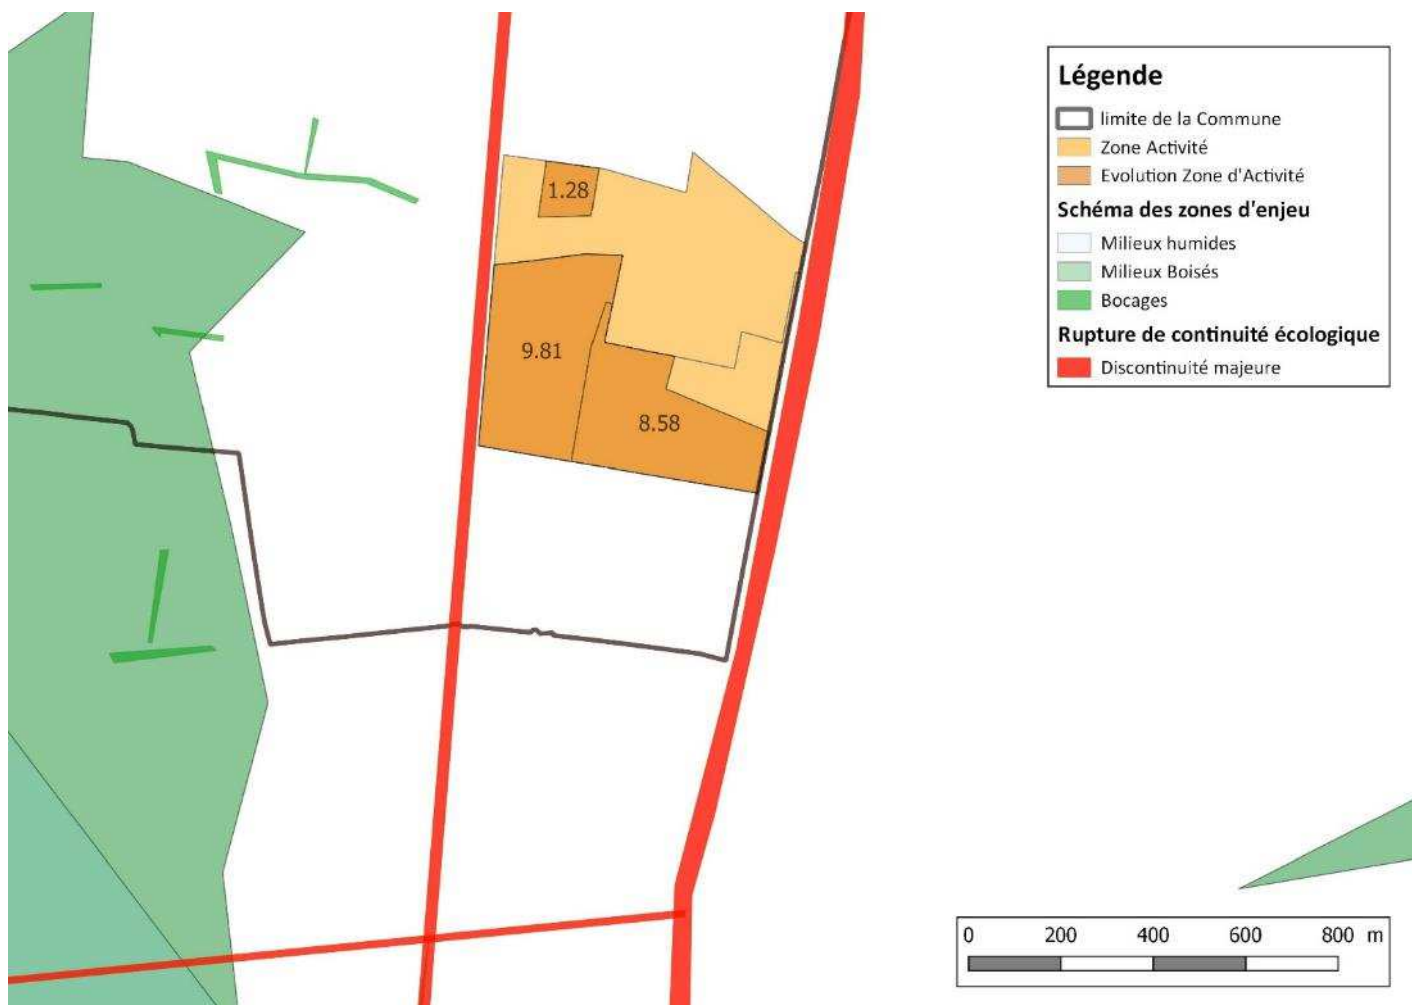 Légende
limite de la Commune
Zone Activité
Evolution Zone d'Activité
Schéma des zones d'enjeu
Milieux humides
Milieux Boisés
Bocages
Rupture de continuité écologique
Discontinuité majeure
1.28
9.81
8.58
0 200 400 600 800 m